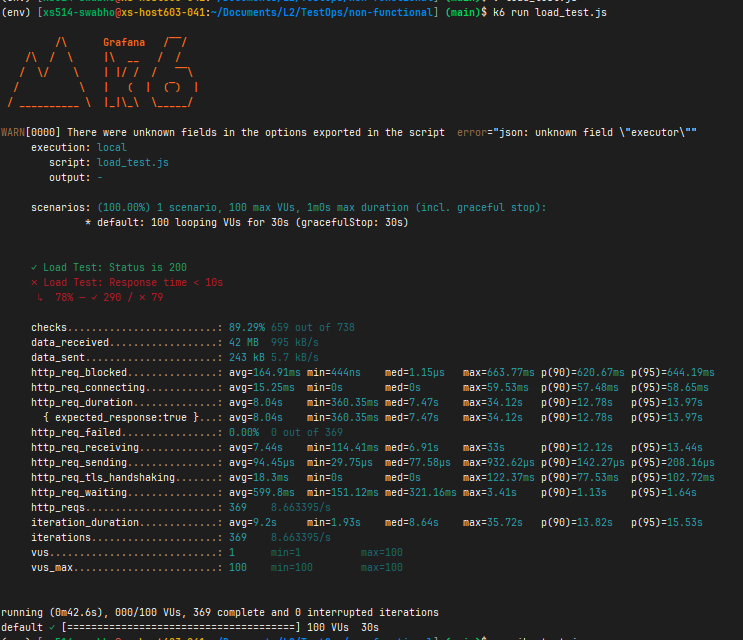 (env) [xs514-swabho@xs-host603-041:~/Documents/L2/TestOps/non-functional] (main)$ k6 run load_test.js
Grafana
WARN[0000] There were unknown fields in the options exported in the script  error="json: unknown field \"executor\""
execution: local
script: load_test.js
output: -
scenarios: (100.00%) 1 scenario, 100 max VUs, 1m0s max duration (incl. graceful stop):
* default: 100 looping VUs for 30s (gracefulStop: 30s)
✓ Load Test: Status is 200
✗ Load Test: Response time < 10s
↳  78% — ✓ 290 / ✗ 79
checks.........................: 89.29% 659 out of 738
data_received..................: 42 MB  995 kB/s
data_sent......................: 243 kB 5.7 kB/s
http_req_blocked...............: avg=164.91ms min=444ns    med=1.15µs   max=663.77ms p(90)=620.67ms p(95)=644.19ms
http_req_connecting............: avg=15.25ms  min=0s       med=0s       max=59.53ms  p(90)=57.48ms  p(95)=58.65ms
http_req_duration..............: avg=8.04s    min=360.35ms med=7.47s    max=34.12s   p(90)=12.78s   p(95)=13.97s
{ expected_response:true }...: avg=8.04s    min=360.35ms med=7.47s    max=34.12s   p(90)=12.78s   p(95)=13.97s
http_req_failed................: 0.00%  0 out of 369
http_req_receiving.............: avg=7.44s    min=114.41ms med=6.91s    max=33s      p(90)=12.12s   p(95)=13.44s
http_req_sending...............: avg=94.45µs  min=29.75µs  med=77.58µs  max=932.62µs p(90)=142.27µs p(95)=208.16µs
http_req_tls_handshaking.......: avg=18.3ms   min=0s       med=0s       max=122.37ms p(90)=77.53ms  p(95)=102.72ms
http_req_waiting...............: avg=599.8ms  min=151.12ms med=321.16ms max=3.41s    p(90)=1.13s    p(95)=1.64s
http_reqs......................: 369    8.663395/s
iteration_duration.............: avg=9.2s     min=1.93s    med=8.64s    max=35.72s   p(90)=13.82s   p(95)=15.53s
iterations.....................: 369    8.663395/s
vus............................: 1      min=1          max=100
vus_max........................: 100    min=100        max=100
running (0m42.6s), 000/100 VUs, 369 complete and 0 interrupted iterations
default ✓ [======================================] 100 VUs  30s